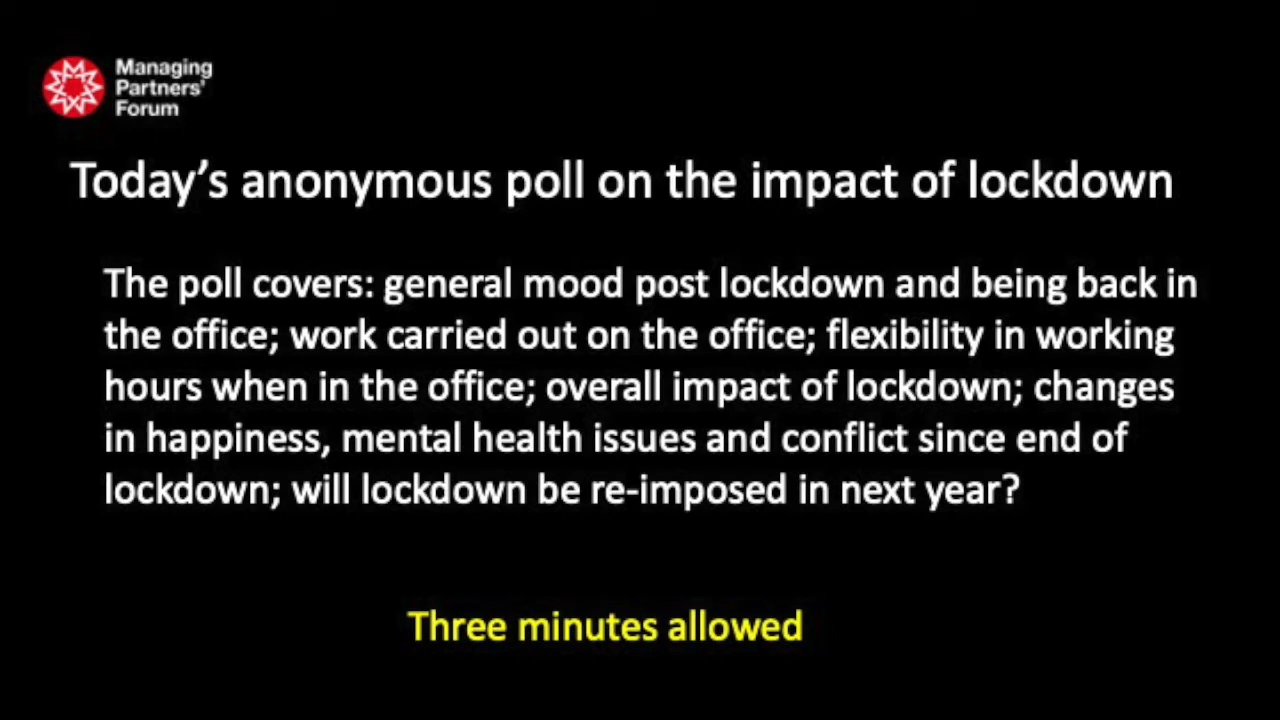 Managing
Partners'
Forum
Today’s anonymous poll on the impact of lockdown
The poll covers: general mood post lockdown and being back in
the office; work carried out on the office; flexibility in working
hours when in the office; overall impact of lockdown; changes
in happiness, mental health issues and conflict since end of
lockdown; will lockdown be re-imposed in next year?
Three minutes allowed